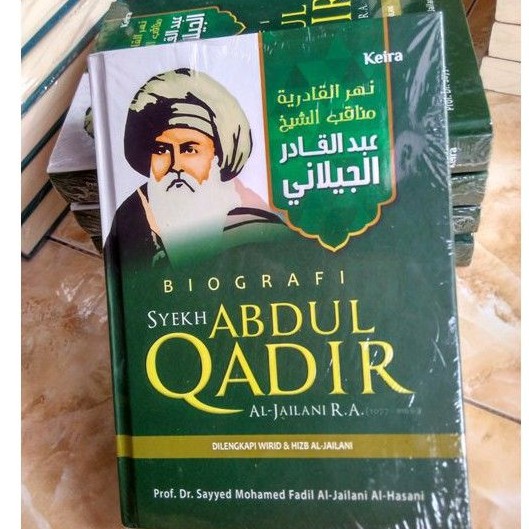 Keira
نهر القادرية
مناقب الشيخ
عبد القادر
الجيلاني
BIOGRAFI
SYEKH ABDUL
QADIR
AL-JAILANI R.A.
DILENGKAPI WIRID & HIZB AL-JAILANI
Prof. Dr. Sayyed Mohamed Fadil Al-Jailani Al-Hasani